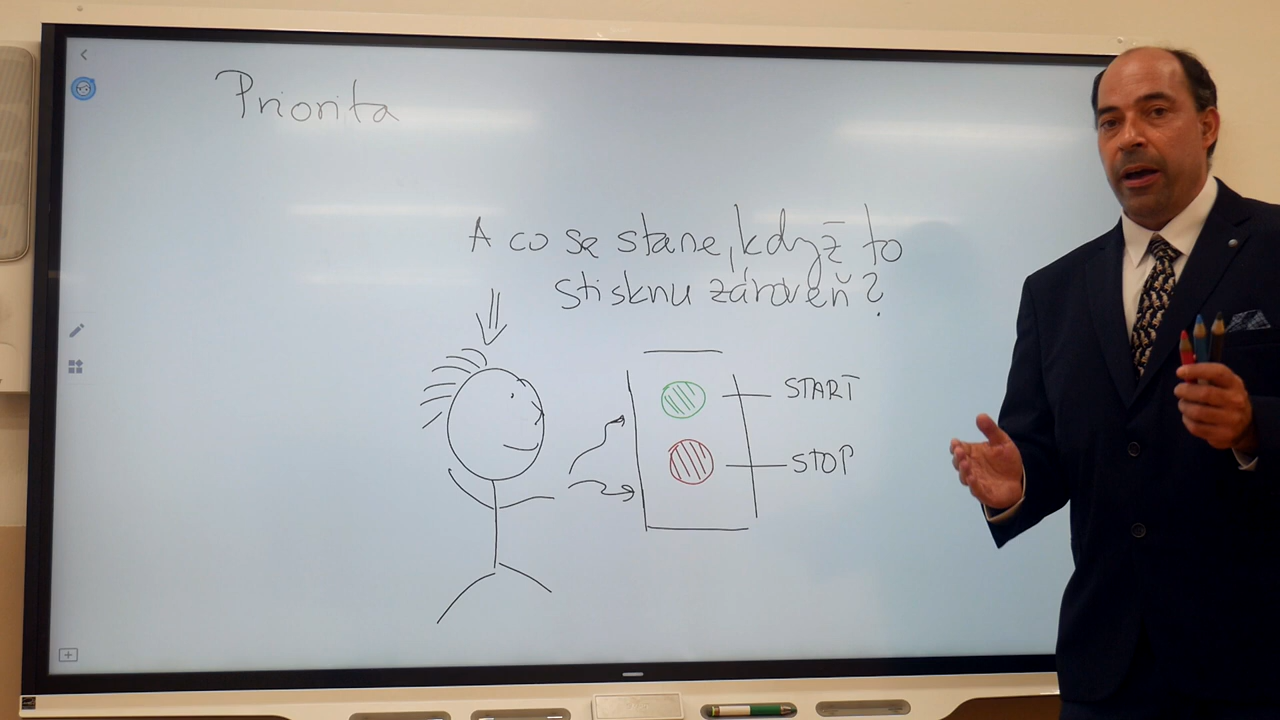 Priorita
A co se stane, když to
stisknu zároveň?
START
STOP